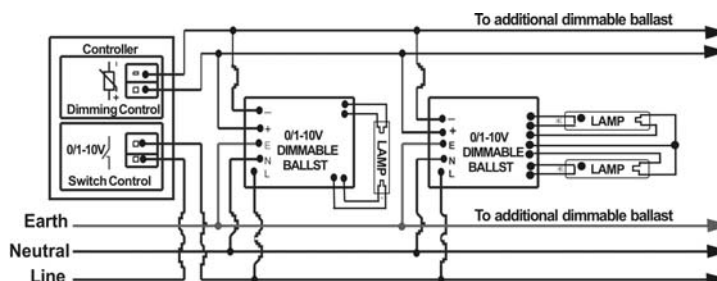 To additional dimmable ballast
Controller
Dimming Control
0/1-10V
Switch Control
−
+
E
N
L
0/1-10V
DIMMABLE
BALLST
LAMP
−
+
E
N
L
0/1-10V
DIMMABLE
BALLST
LAMP
LAMP
Earth
To additional dimmable ballast
Neutral
Line